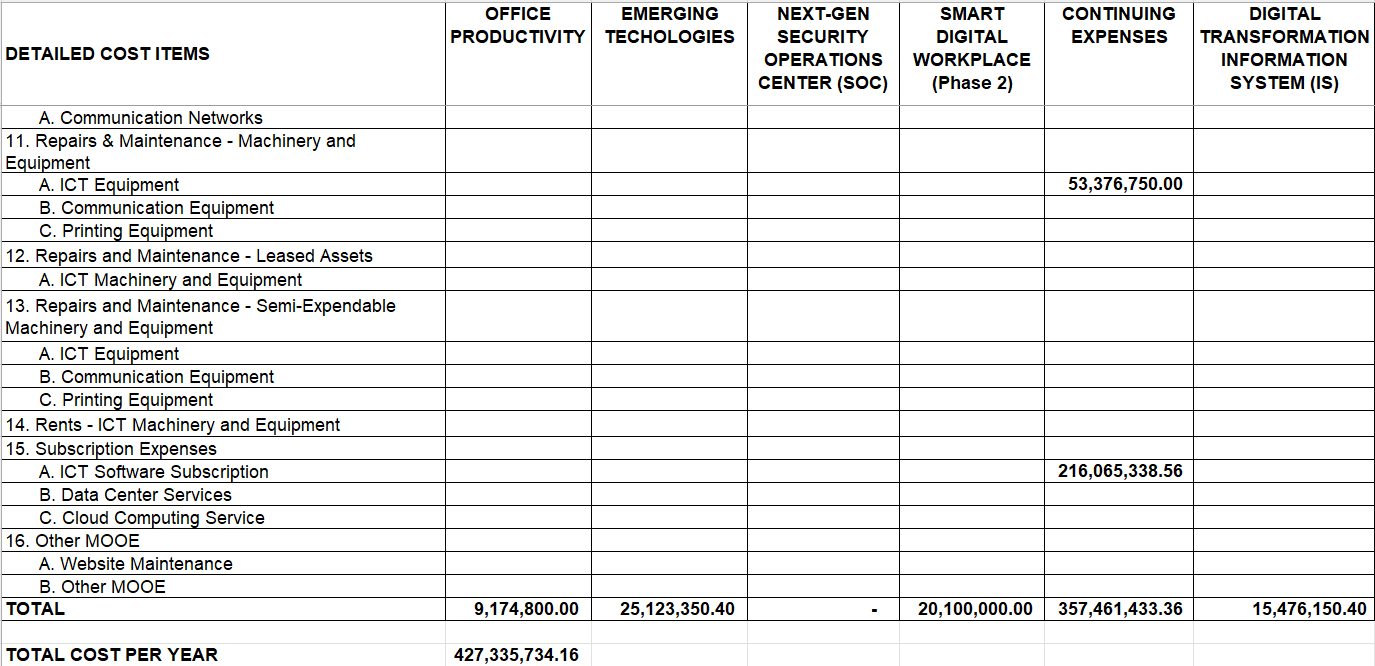 DETAILED COST ITEMS
OFFICE
PRODUCTIVITY
EMERGING
TECHOLOGIES
NEXT-GEN
SECURITY
OPERATIONS
CENTER (SOC)
SMART
DIGITAL
WORKPLACE
(Phase 2)
CONTINUING
EXPENSES
DIGITAL
TRANSFORMATION
INFORMATION
SYSTEM (IS)
A. Communication Networks
11. Repairs & Maintenance - Machinery and
Equipment
A. ICT Equipment 53,376,750.00
B. Communication Equipment
C. Printing Equipment
12. Repairs and Maintenance - Leased Assets
A. ICT Machinery and Equipment
13. Repairs and Maintenance - Semi-Expendable
Machinery and Equipment
A. ICT Equipment
B. Communication Equipment
C. Printing Equipment
14. Rents - ICT Machinery and Equipment
15. Subscription Expenses
A. ICT Software Subscription 216,065,338.56
B. Data Center Services
C. Cloud Computing Service
16. Other MOOE
A. Website Maintenance
B. Other MOOE
TOTAL 9,174,800.00 25,123,350.40 - 20,100,000.00 357,461,433.36 15,476,150.40
TOTAL COST PER YEAR 427,335,734.16